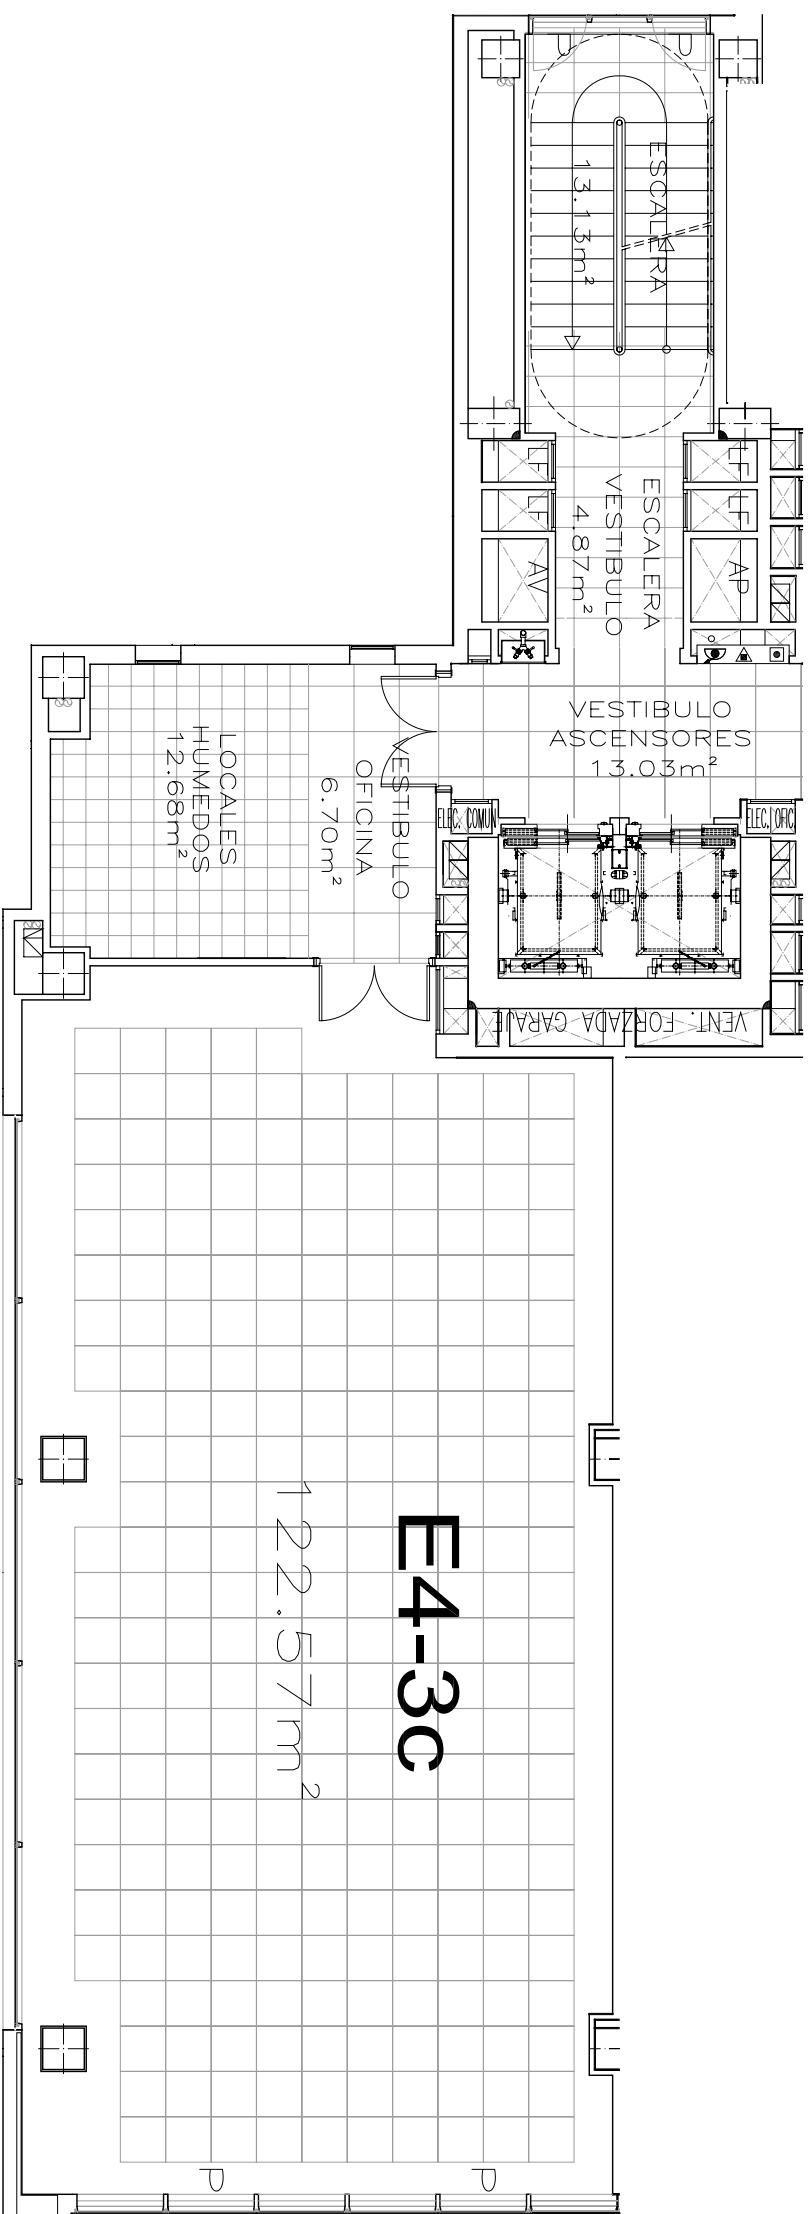 P
P
ESCALERA
13.13m²
LF
LF
LF
LF
AV
AP
ESCALERA
VESTIBULO
4.87m²
VESTIBULO
ASCENSORES
13.03m²
LOCALES
HUMEDOS
12.68m²
VESTIBULO
OFICINA
6.70m²
ELEC. COMUN
ELEC. OFIC.
VENT. FORZADA GARAJE
E4-3c
122.57m²
P
P